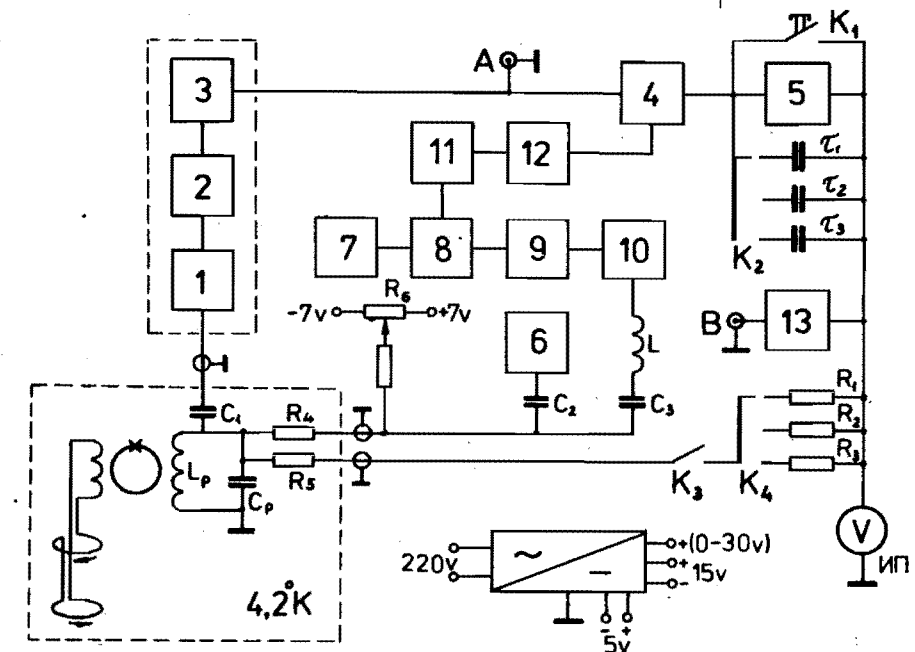 K₁
A
3
4
5
τ₁
11
12
2
τ₂
7
8
9
10
τ₃
K₂
1
R₆
-7v
+7v
B
13
6
L
C₁
C₂
C₃
R₁
R₄
R₂
R₃
Lₚ
R₅
Cₚ
K₃
K₄
V
ИП
4,2°K
220v
~
—
+(0-30v)
+
15v
-
- +
5v